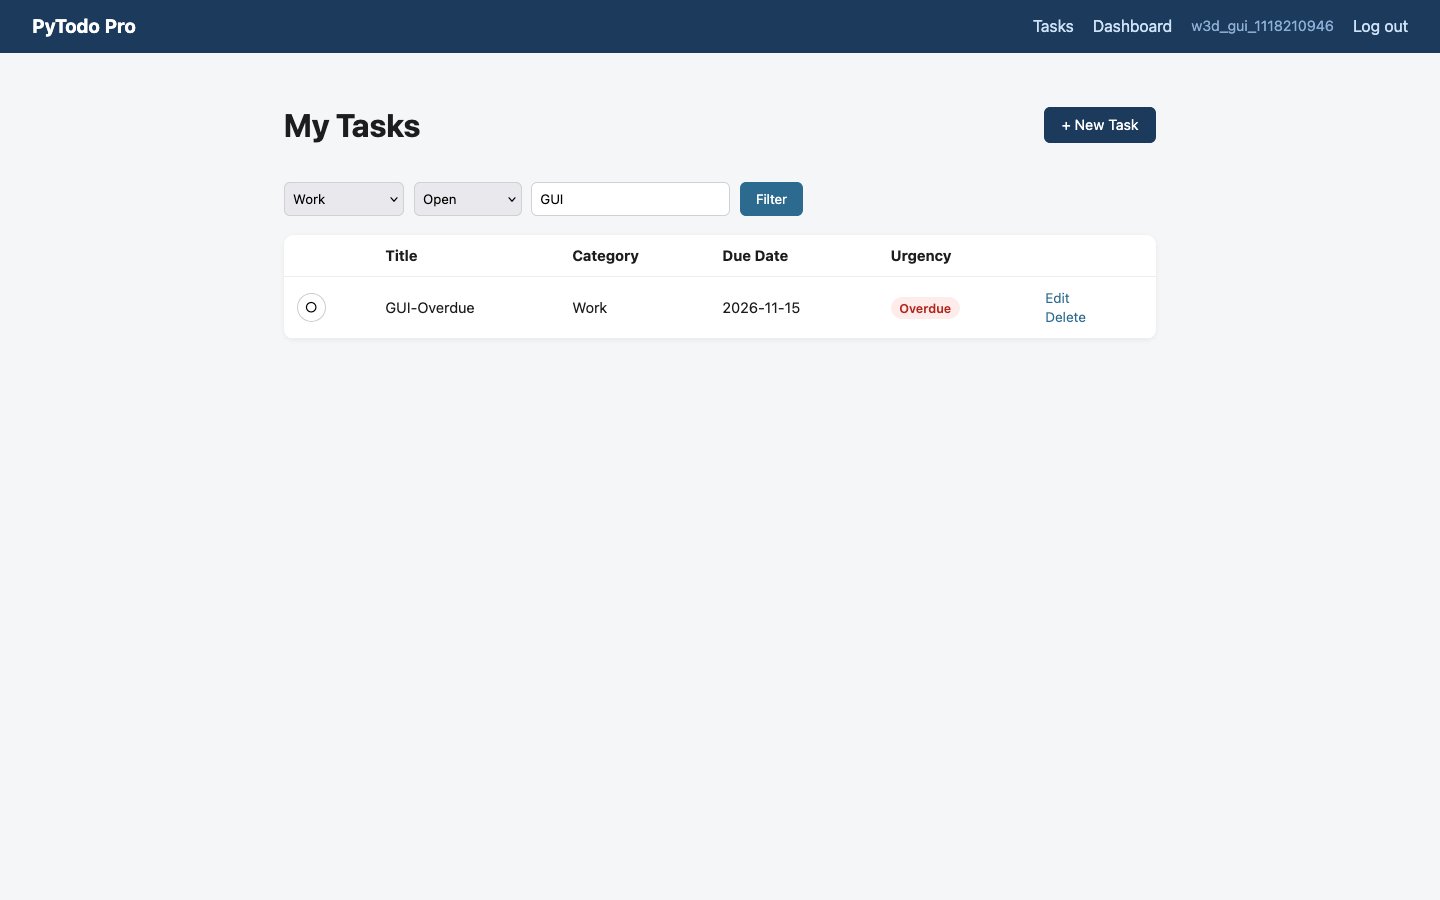 PyTodo Pro
Tasks Dashboard w3d_gui_1118210946 Log out
My Tasks
+ New Task
Work Open GUI Filter
Title Category Due Date Urgency
GUI-Overdue Work 2026-11-15 Overdue Edit
Delete